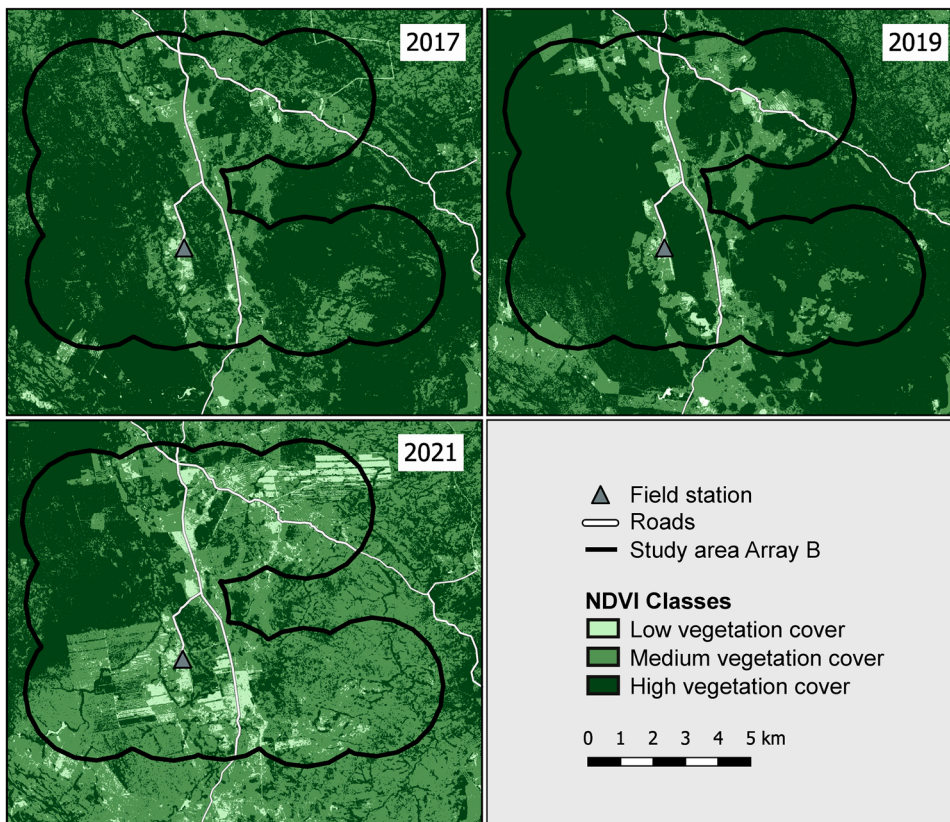 2017
2019
2021
Field station
Roads
Study area Array B
NDVI Classes
Low vegetation cover
Medium vegetation cover
High vegetation cover
0 1 2 3 4 5 km